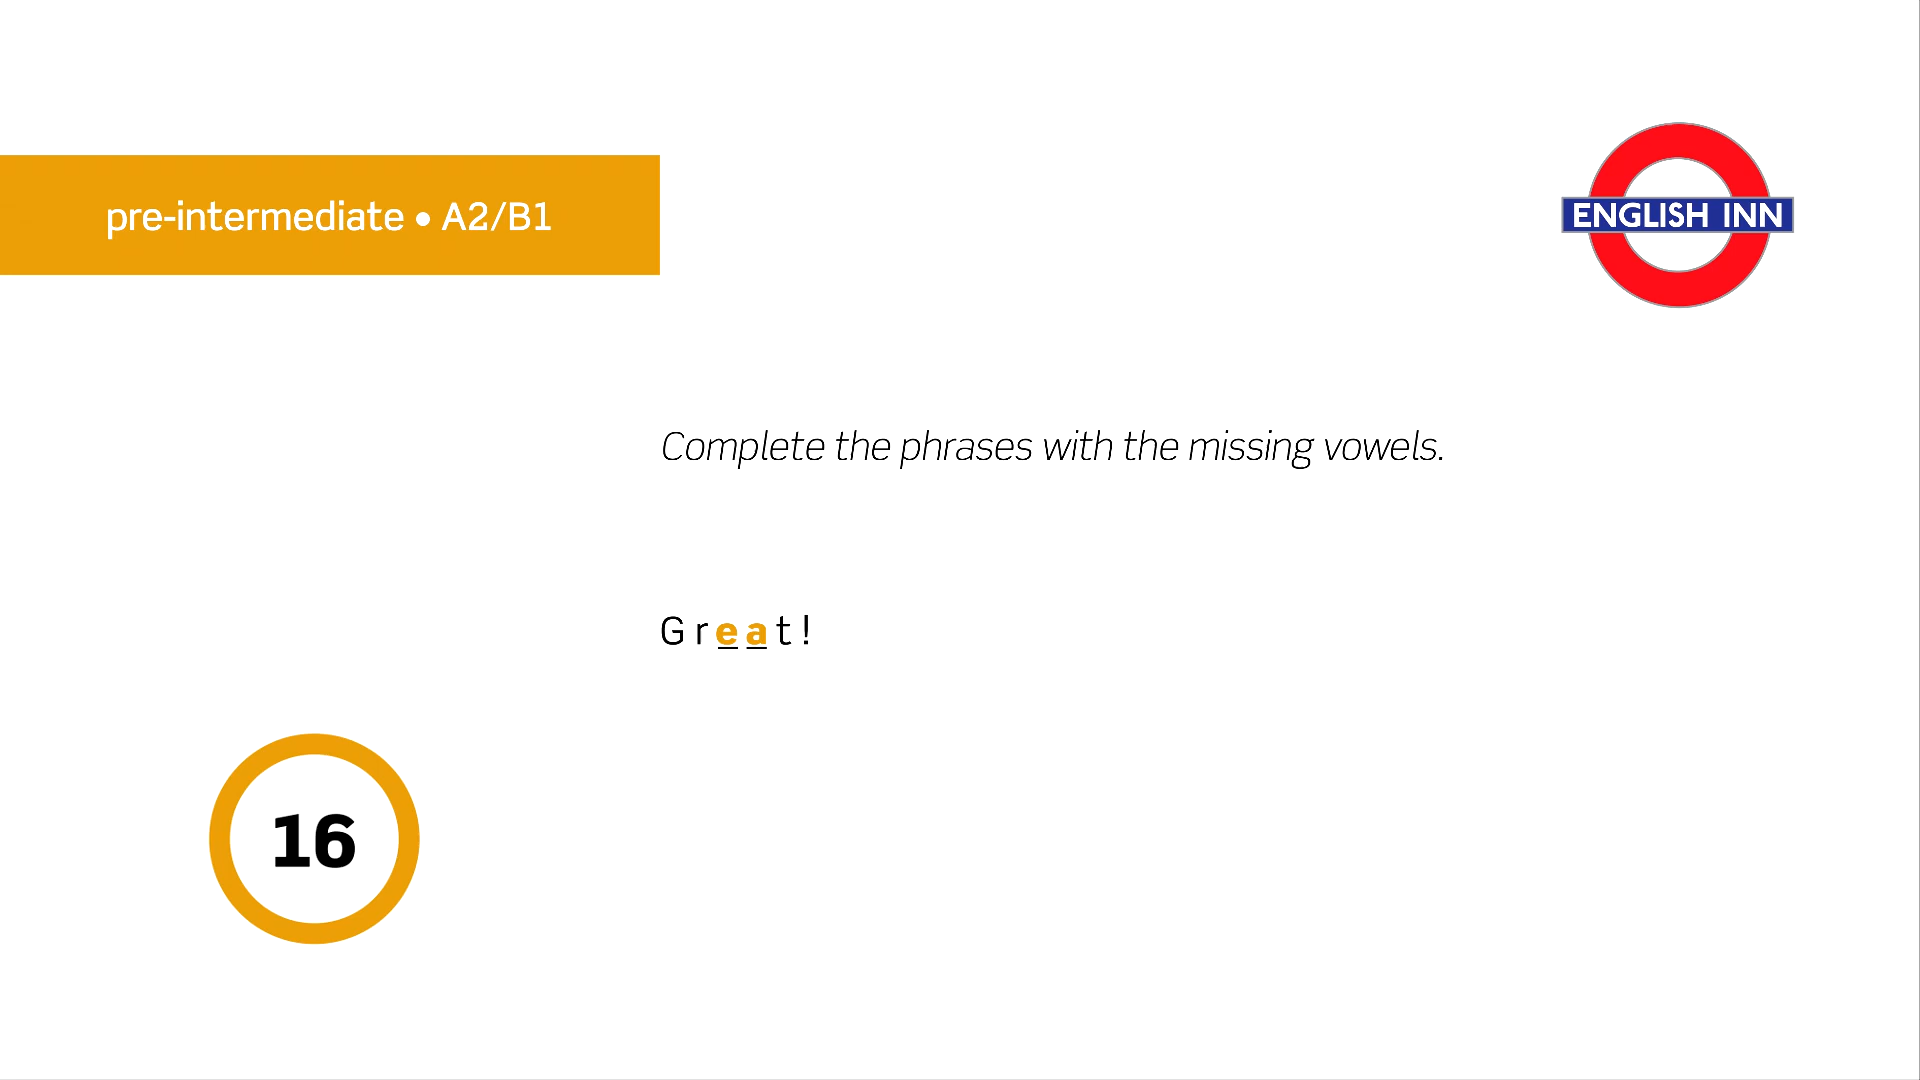 pre-intermediate • A2/B1
ENGLISH INN
Complete the phrases with the missing vowels.
Great!
16